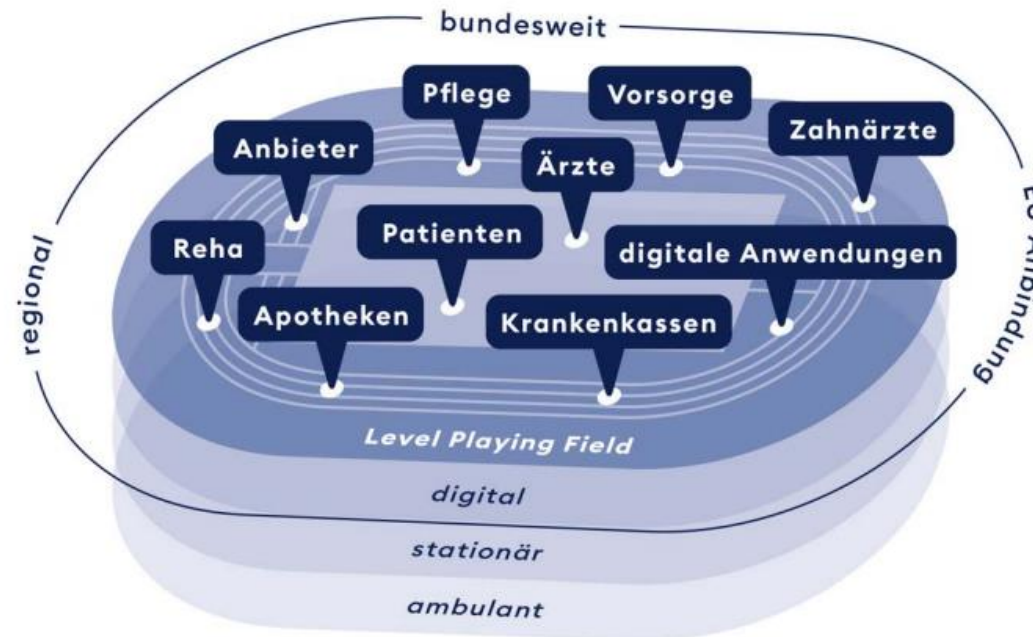 bundesweit
Pflege
Vorsorge
Zahnärzte
Anbieter
Ärzte
Patienten
Reha
digitale Anwendungen
regional
Apotheken
Krankenkassen
Level Playing Field
digital
stationär
ambulant